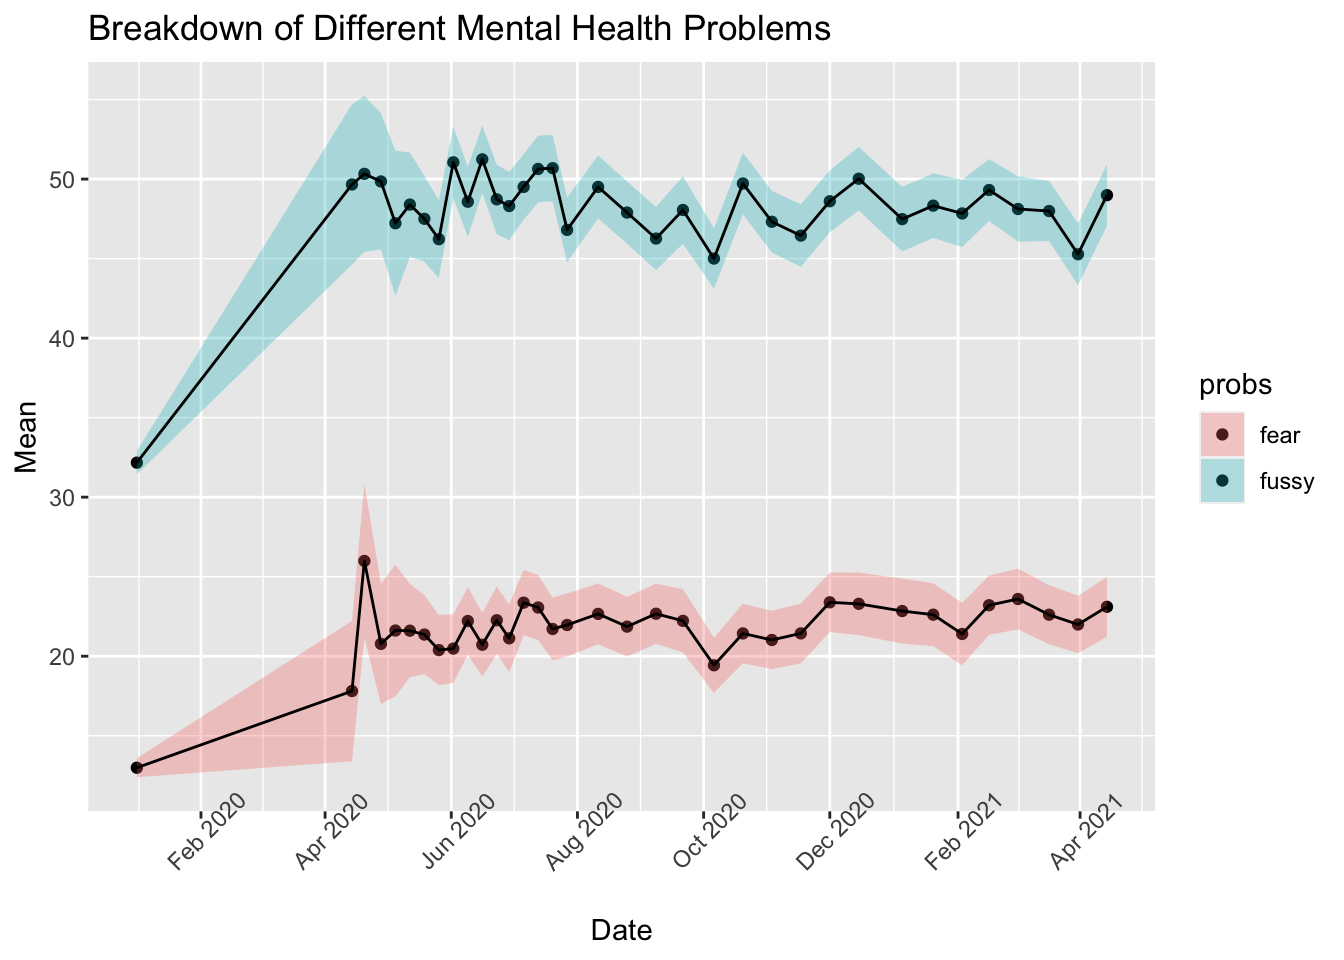 Breakdown of Different Mental Health Problems
50
40
30
20
Mean
Feb 2020
Apr 2020
Jun 2020
Aug 2020
Oct 2020
Dec 2020
Feb 2021
Apr 2021
Date
probs
fear
fussy